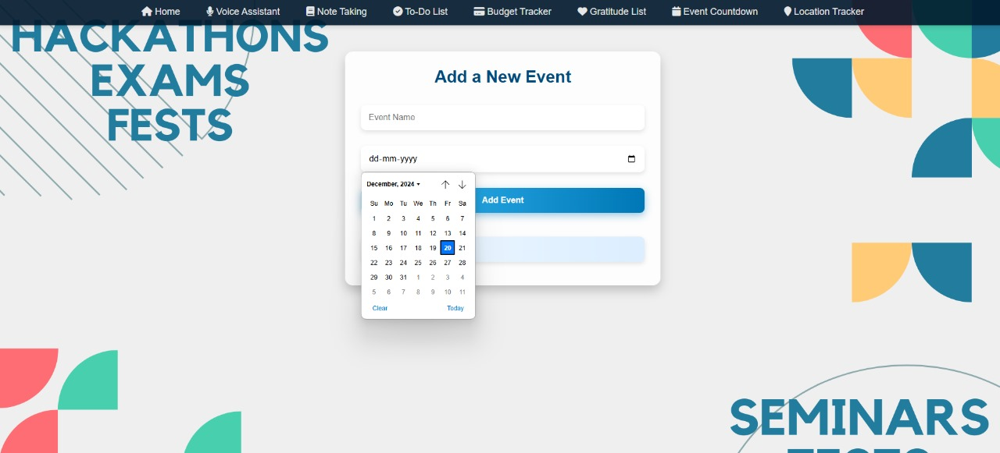 Home Voice Assistant Note Taking To-Do List Budget Tracker Gratitude List Event Countdown Location Tracker
HACKATHONS
EXAMS
FESTS
Add a New Event
Event Name
dd-mm-yyyy
December, 2024
Su Mo Tu We Th Fr Sa
1 2 3 4 5 6 7
8 9 10 11 12 13 14
15 16 17 18 19 20 21
22 23 24 25 26 27 28
29 30 31 1 2 3 4
5 6 7 8 9 10 11
Clear Today
Add Event
SEMINARS